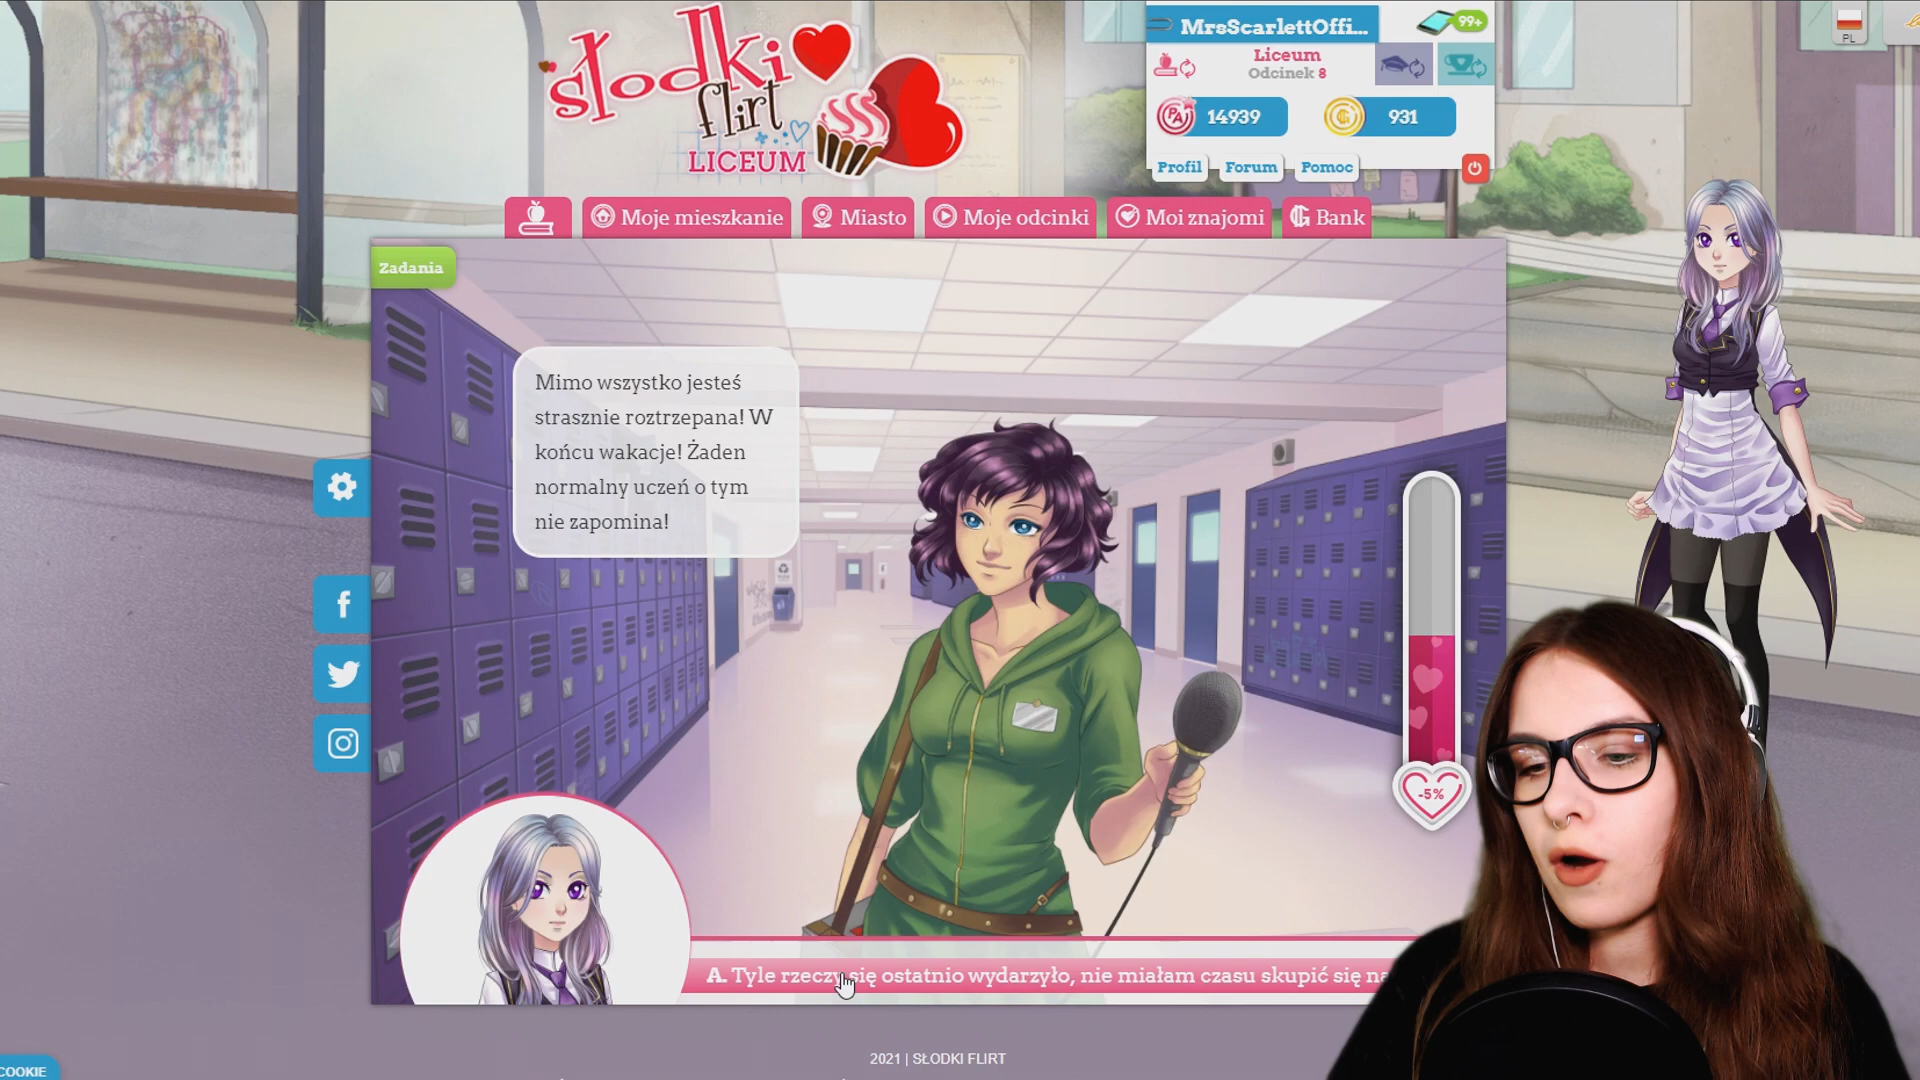 słodki
flirt
LICEUM
MrsScarlettOffi...
99+
PL
Liceum
Odcinek 8
PA
14939
931
Profil
Forum
Pomoc
Moje mieszkanie
Miasto
Moje odcinki
Moi znajomi
Bank
Zadania
Mimo wszystko jesteś
strasznie roztrzepana! W
końcu wakacje! Żaden
normalny uczeń o tym
nie zapomina!
-5%
A. Tyle rzeczy się ostatnio wydarzyło, nie miałam czasu skupić się na
2021 | SŁODKI FLIRT
COOKIE